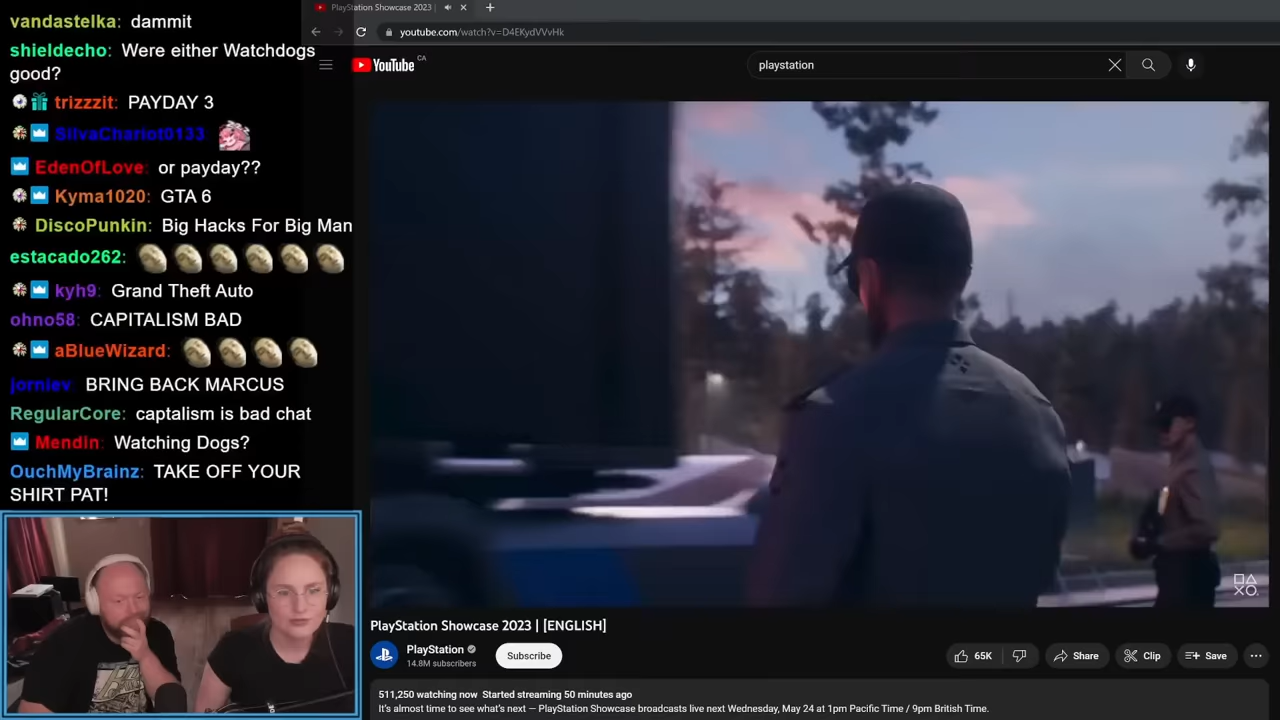 vandastelka: dammit
shieldecho: Were either Watchdogs
good?
trizzzit: PAYDAY 3
SilvaChariot0133
EdenOfLove: or payday??
Kyma1020: GTA 6
DiscoPunkin: Big Hacks For Big Man
estacado262:
kyh9: Grand Theft Auto
ohno58: CAPITALISM BAD
aBlueWizard:
jorniev: BRING BACK MARCUS
RegularCore: captalism is bad chat
Mendin: Watching Dogs?
OuchMyBrainz: TAKE OFF YOUR
SHIRT PAT!
PlayStation Showcase 2023 |
youtube.com/watch?v=D4EKydVVvHk
YouTube CA
playstation
PlayStation Showcase 2023 | [ENGLISH]
PlayStation
14.8M subscribers
Subscribe
65K
Share
Clip
Save
511,250 watching now Started streaming 50 minutes ago
It's almost time to see what's next — PlayStation Showcase broadcasts live next Wednesday, May 24 at 1pm Pacific Time / 9pm British Time.